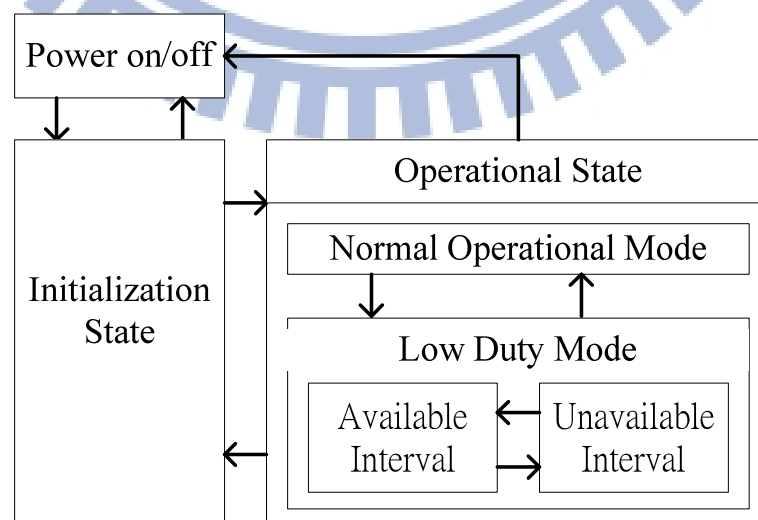 Power on/off
Operational State
Normal Operational Mode
Initialization
State
Low Duty Mode
Available
Interval
Unavailable
Interval